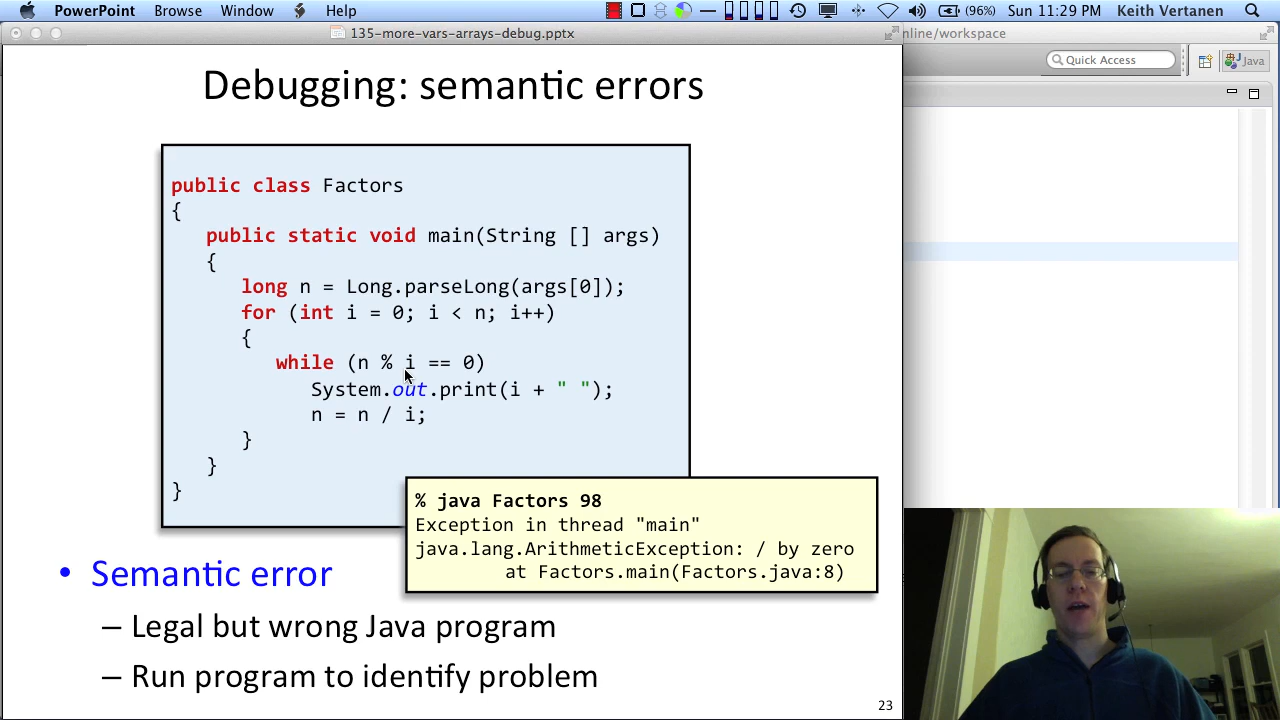 PowerPoint Browse Window Help (96%) Sun 11:29 PM Keith Vertanen
135-more-vars-arrays-debug.pptx
nline/workspace
Quick Access
Java
Debugging: semantic errors
public class Factors
{
public static void main(String [] args)
{
long n = Long.parseLong(args[0]);
for (int i = 0; i < n; i++)
{
while (n % i == 0)
System.out.print(i + " ");
n = n / i;
}
}
}
% java Factors 98
Exception in thread "main"
java.lang.ArithmeticException: / by zero
at Factors.main(Factors.java:8)
• Semantic error
– Legal but wrong Java program
– Run program to identify problem
23